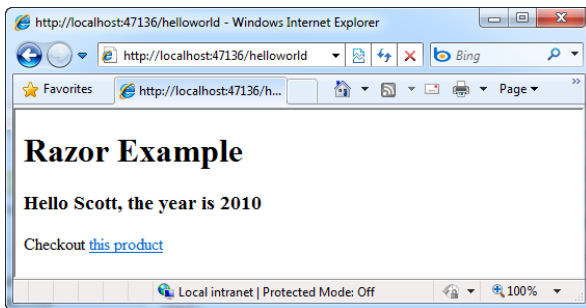 http://localhost:47136/helloworld - Windows Internet Explorer
http://localhost:47136/helloworld
Bing
Favorites
http://localhost:47136/h...
Page
Razor Example
Hello Scott, the year is 2010
Checkout this product
Local intranet | Protected Mode: Off
100%